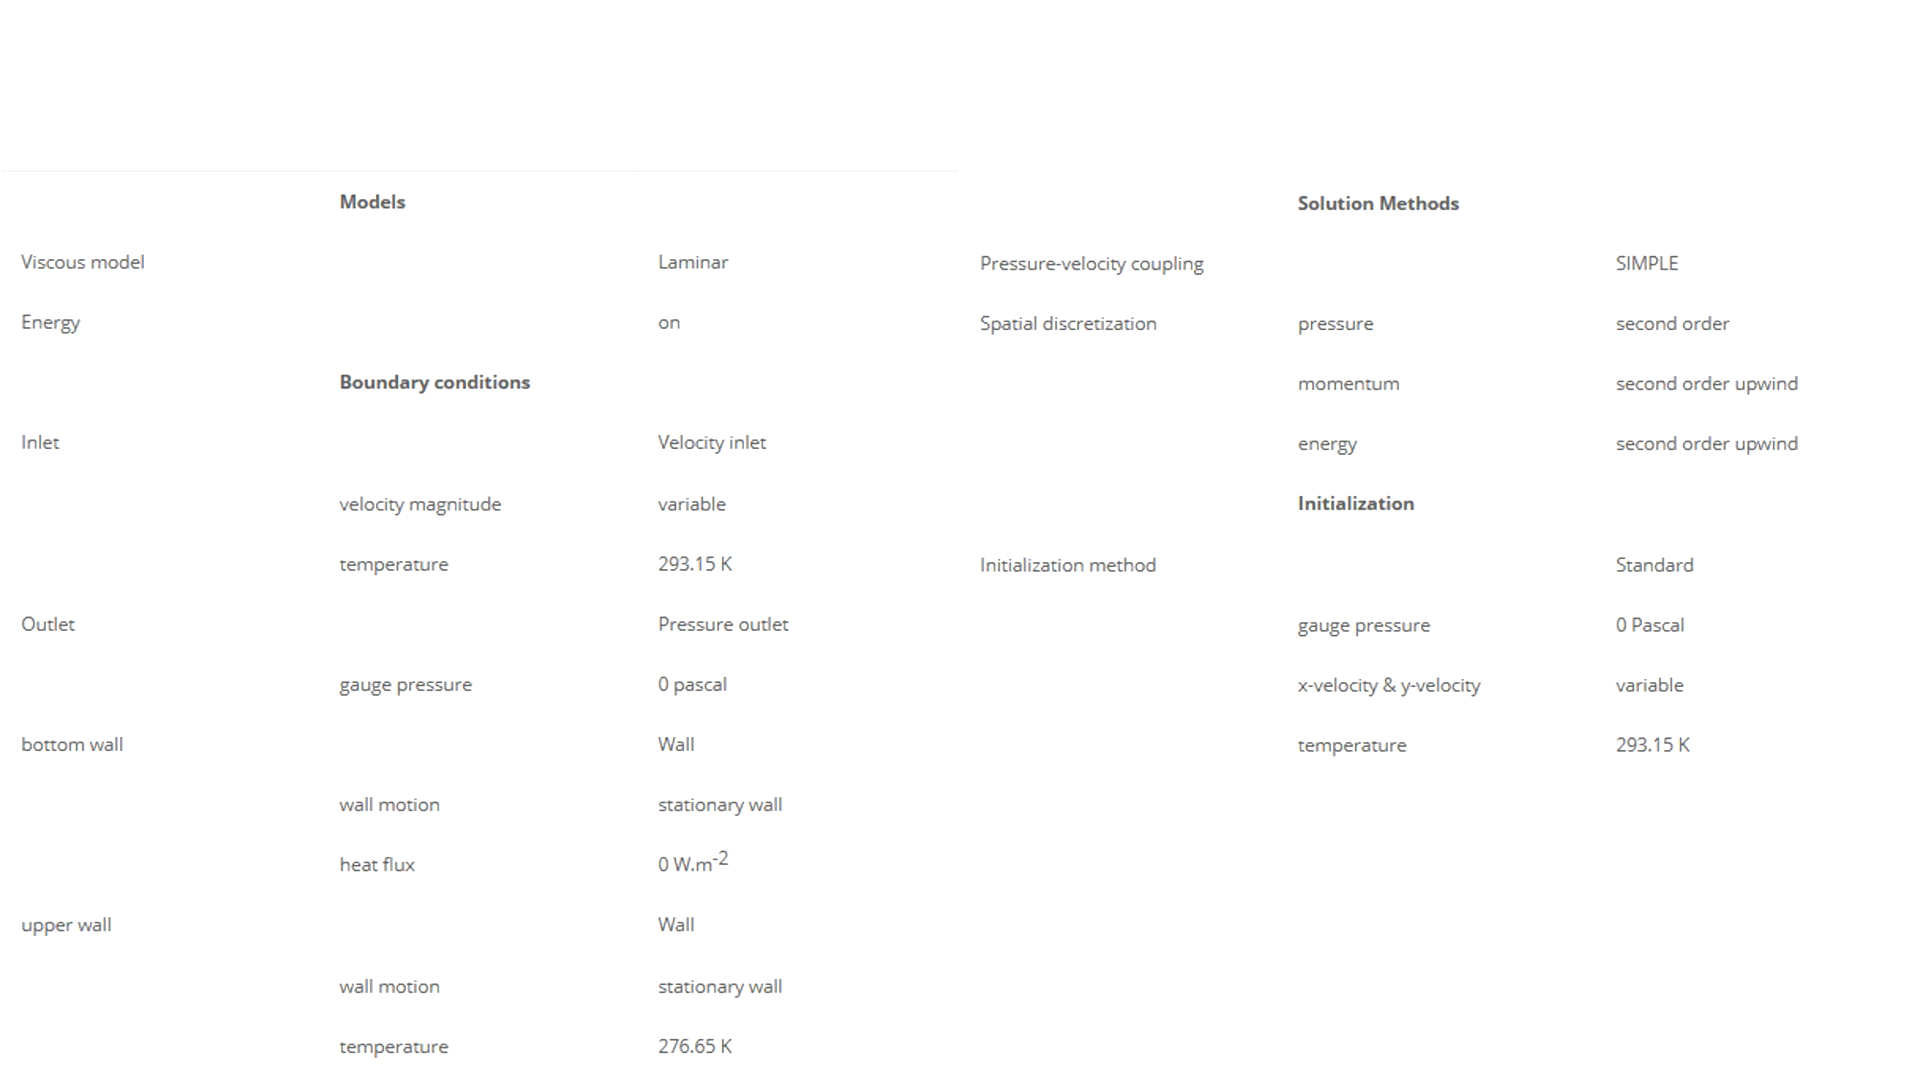 Models
Viscous model Laminar
Energy on
Boundary conditions
Inlet Velocity inlet
velocity magnitude variable
temperature 293.15 K
Outlet Pressure outlet
gauge pressure 0 pascal
bottom wall Wall
wall motion stationary wall
heat flux 0 W.m-2
upper wall Wall
wall motion stationary wall
temperature 276.65 K
Solution Methods
Pressure-velocity coupling SIMPLE
Spatial discretization pressure second order
momentum second order upwind
energy second order upwind
Initialization
Initialization method Standard
gauge pressure 0 Pascal
x-velocity & y-velocity variable
temperature 293.15 K